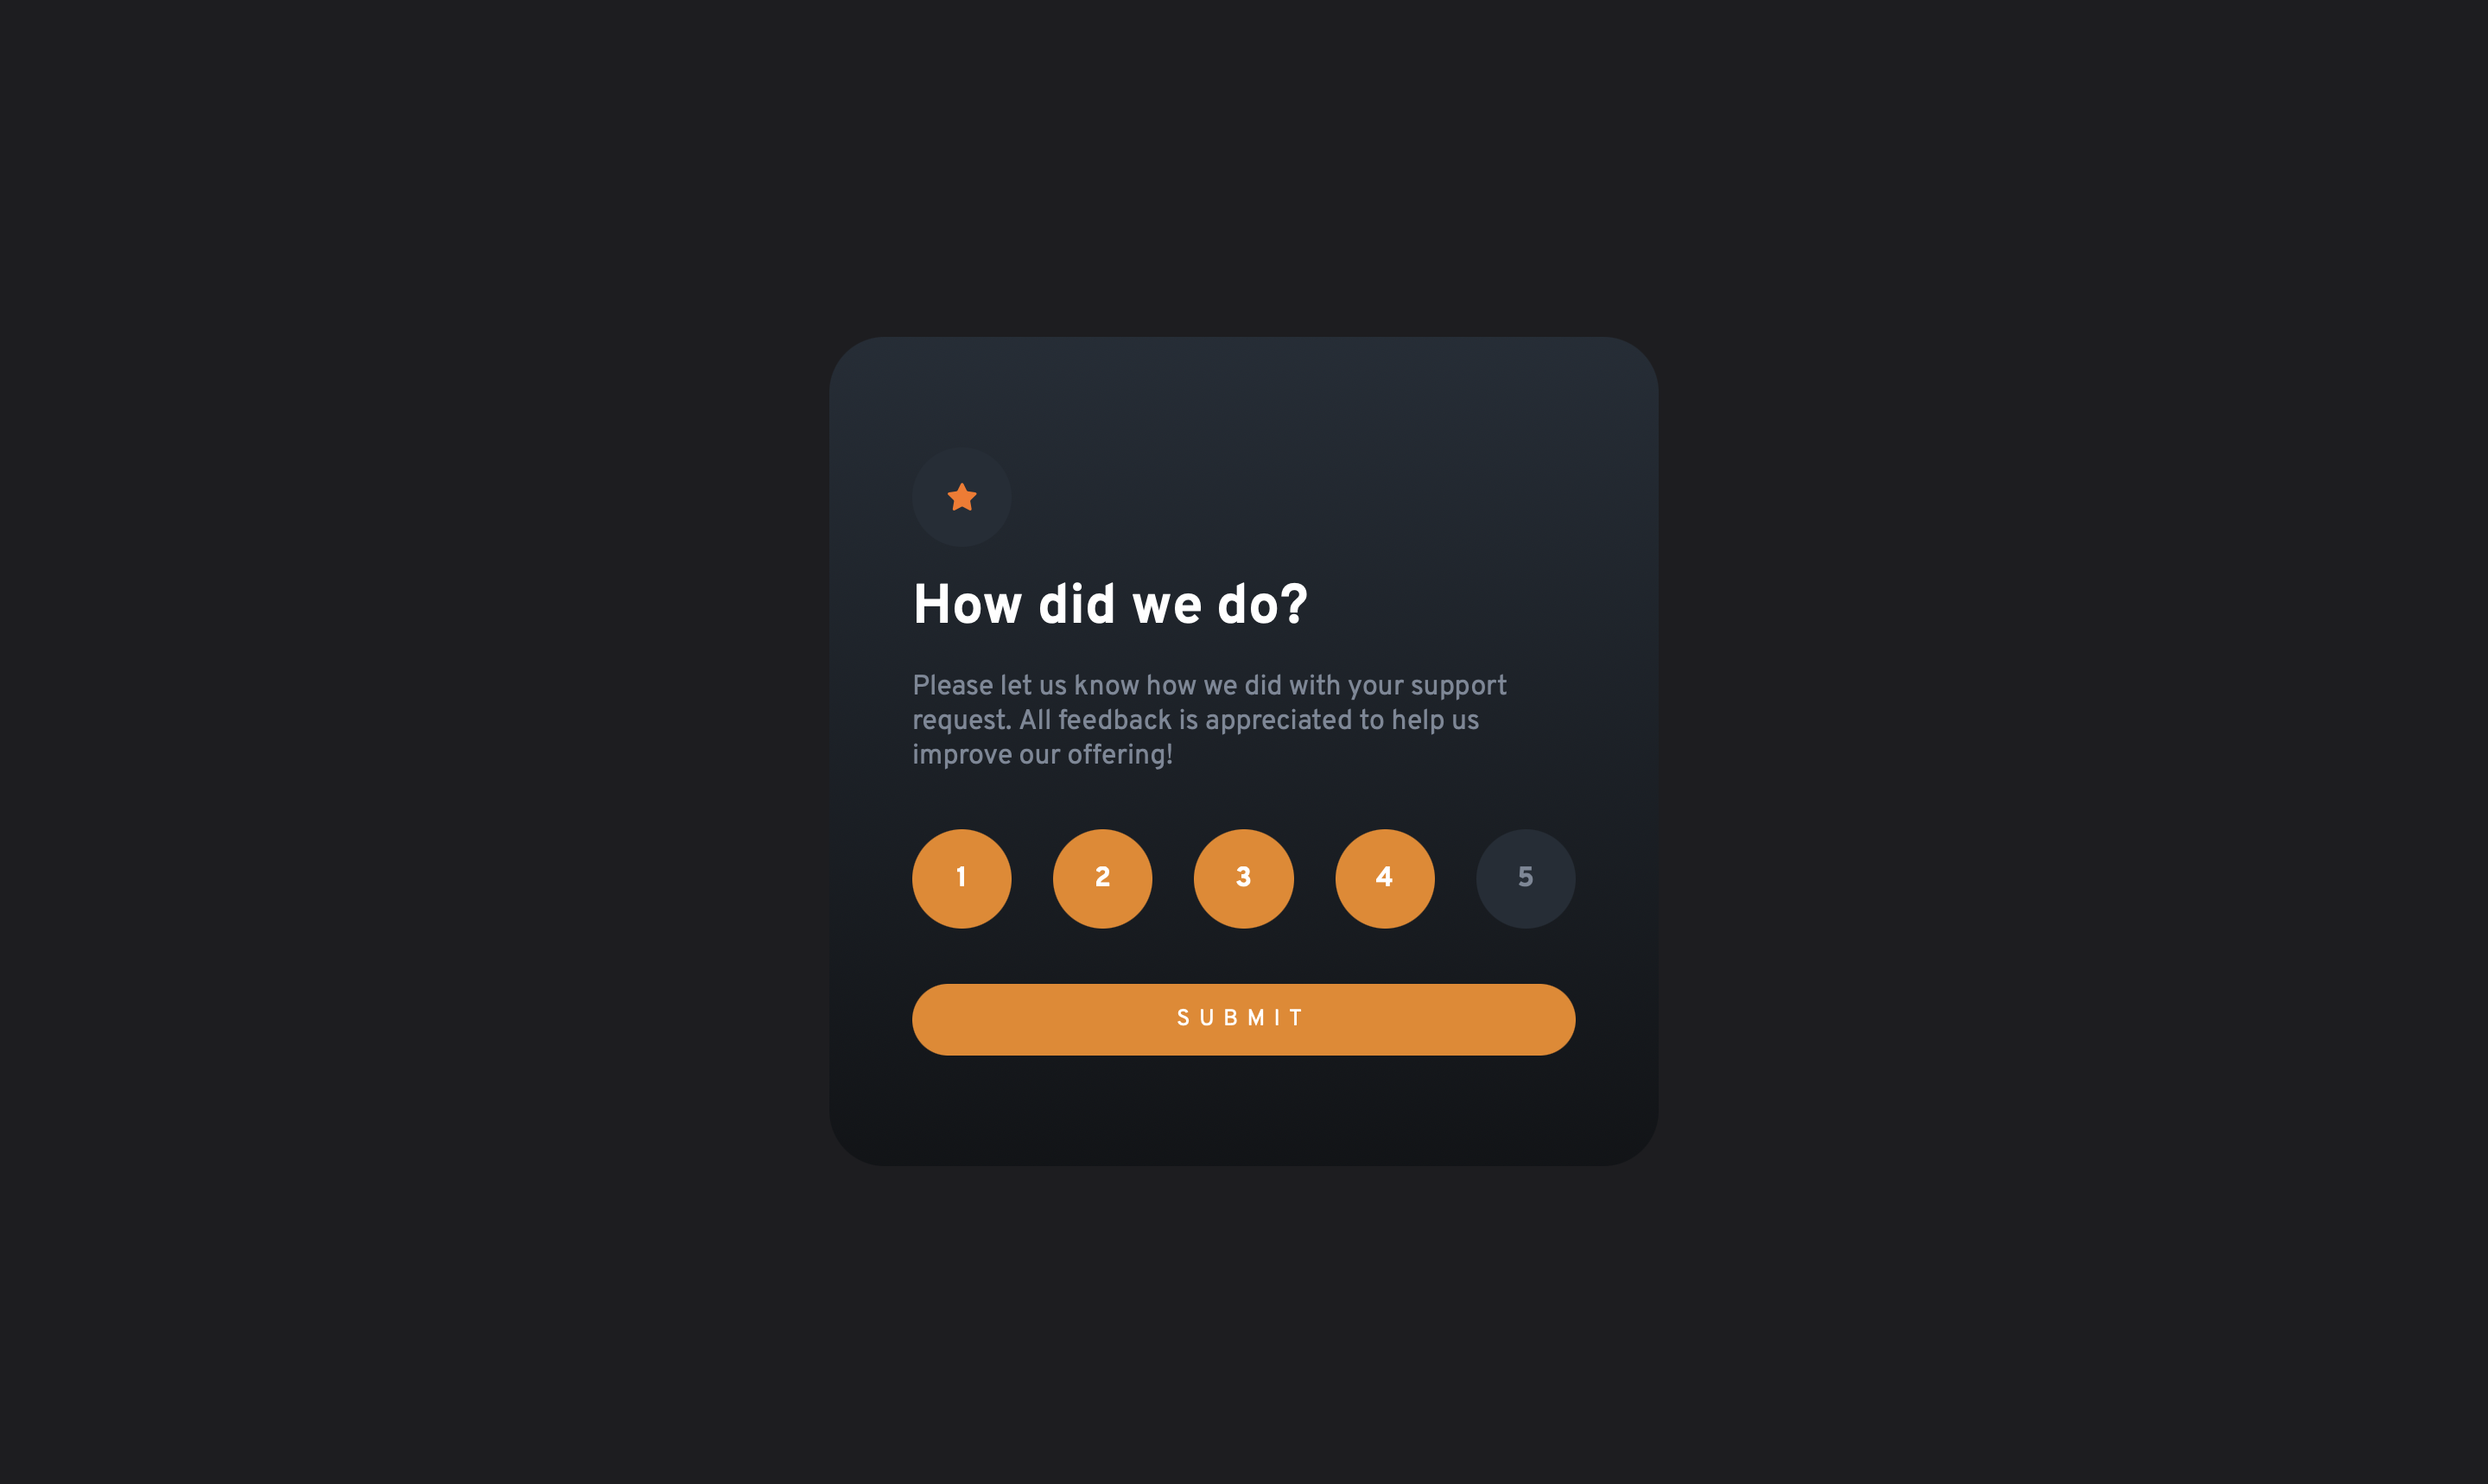 How did we do?
Please let us know how we did with your support
request. All feedback is appreciated to help us
improve our offering!
1 2 3 4 5
SUBMIT